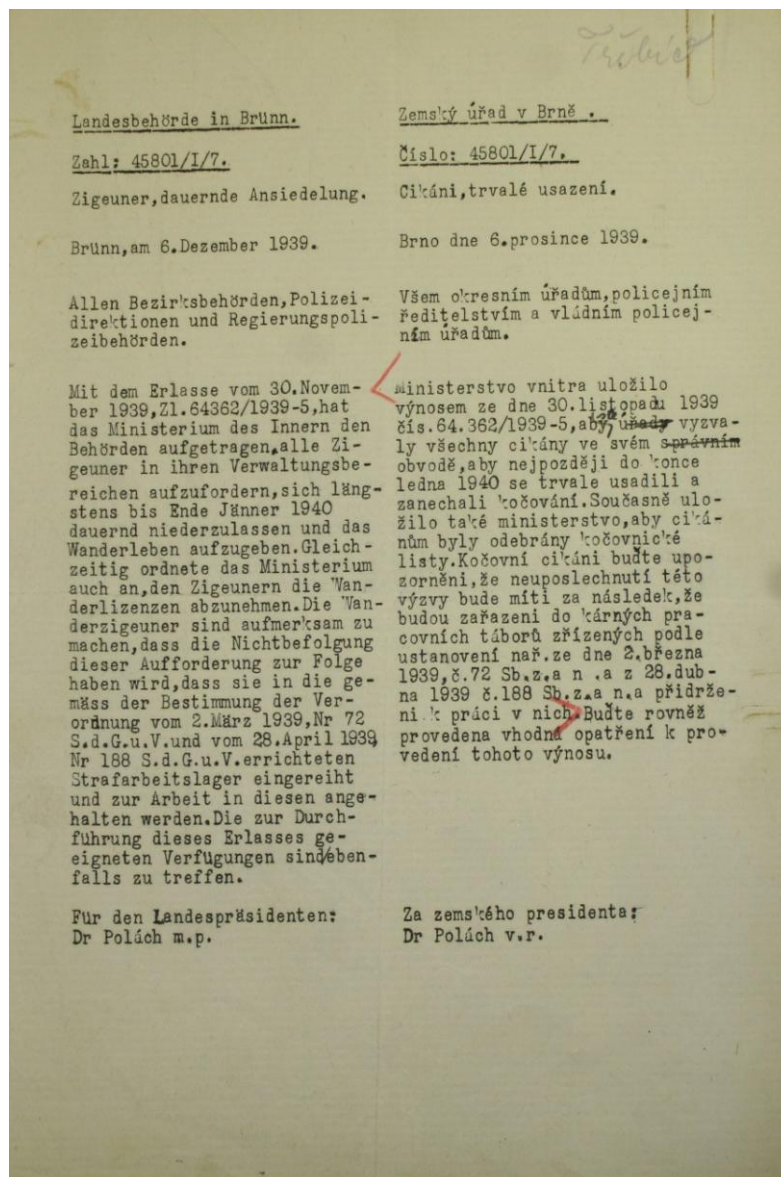 Třebíč
Landesbehörde in Brünn.
Zahl: 45801/I/7.
Zigeuner,dauernde Ansiedelung.
Brünn,am 6.Dezember 1939.
Allen Bezirksbehörden,Polizei-
direktionen und Regierungspoli-
zeibehörden.
Mit dem Erlasse vom 30.Novem-
ber 1939,Zl.64362/1939-5,hat
das Ministerium des Innern den
Behörden aufgetragen,alle Zi-
geuner in ihren Verwaltungsbe-
reichen aufzufordern,sich läng-
stens bis Ende Jänner 1940
dauernd niederzulassen und das
Wanderleben aufzugeben.Gleich-
zeitig ordnete das Ministerium
auch an,den Zigeunern die Wan-
derlizenzen abzunehmen.Die Wan-
derzigeuner sind aufmerksam zu
machen,dass die Nichtbefolgung
dieser Aufforderung zur Folge
haben wird,dass sie in die ge-
mäss der Bestimmung der Ver-
ordnung vom 2.März 1939,Nr 72
S.d.G.u.V.und vom 28.April 1939,
Nr 188 S.d.G.u.V.errichteten
Strafarbeitslager eingereiht
und zur Arbeit in diesen ange-
halten werden.Die zur Durch-
führung dieses Erlasses ge-
eigneten Verfügungen sind/eben-
falls zu treffen.
Für den Landespräsidenten:
Dr Polách m.p.
Zemský úřad v Brně .
Číslo: 45801/I/7.
Cikáni,trvalé usazení.
Brno dne 6.prosince 1939.
Všem okresním úřadům,policejním
ředitelstvím a vládním policej-
ním úřadům.
Ministerstvo vnitra uložilo
výnosem ze dne 30.listopadu 1939
čís.64.362/1939-5,aby úřady vyzva-
ly všechny cikány ve svém správním
obvodě,aby nejpozději do konce
ledna 1940 se trvale usadili a
zanechali kočování.Současně ulo-
žilo také ministerstvo,aby ciká-
nům byly odebrány kočovnické
listy.Kočovní cikáni buďte upo-
zorněni,že neuposlechnutí této
výzvy bude míti za následek,že
budou zařazeni do kárných pra-
covních táborů zřízených podle
ustanovení nař.ze dne 2.března
1939,č.72 Sb.z.a n .a z 28.dub-
na 1939 č.188 Sb.z.a n.a přidrže-
ni k práci v nich.Buďte rovněž
provedena vhodná opatření k pro-
vedení tohoto výnosu.
Za zemského presidenta:
Dr Polách v.r.